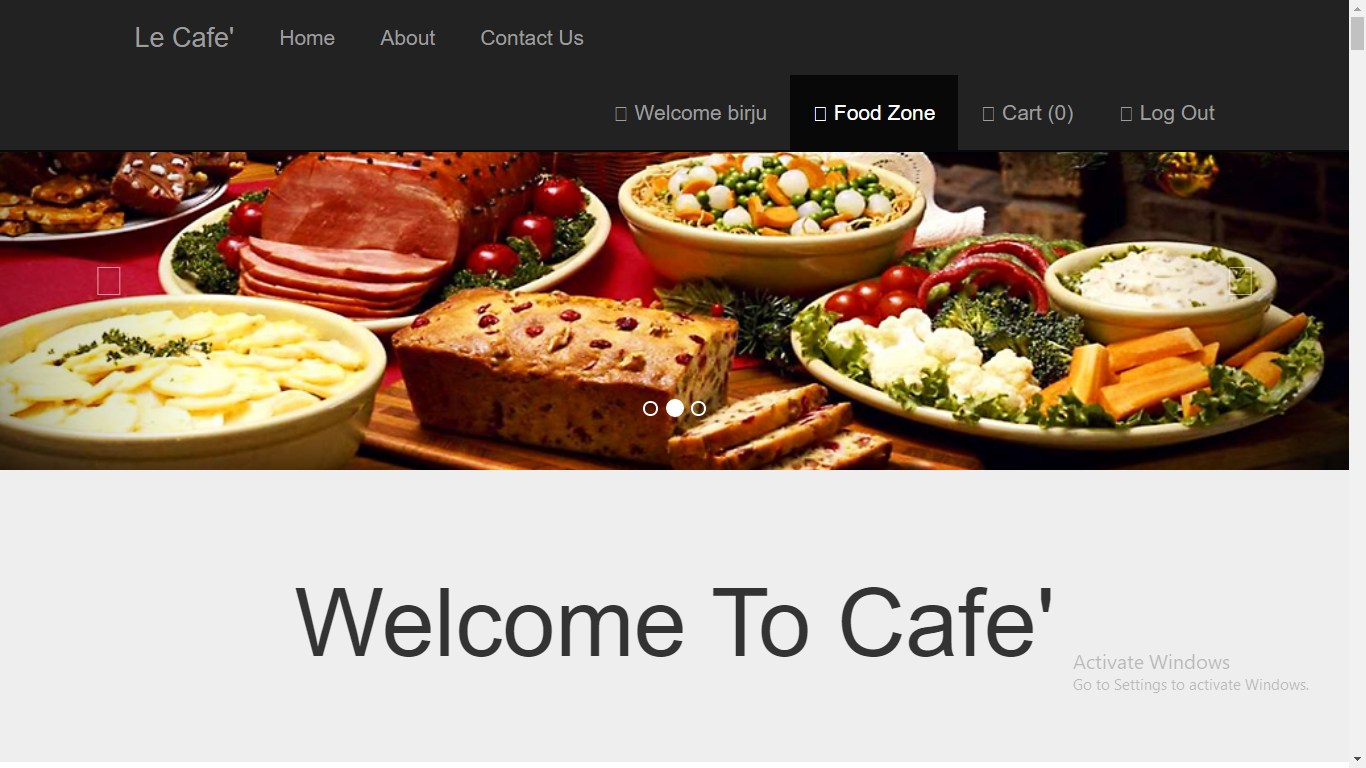 Le Cafe' Home About Contact Us
Welcome birju Food Zone Cart (0) Log Out
Welcome To Cafe'
Activate Windows
Go to Settings to activate Windows.